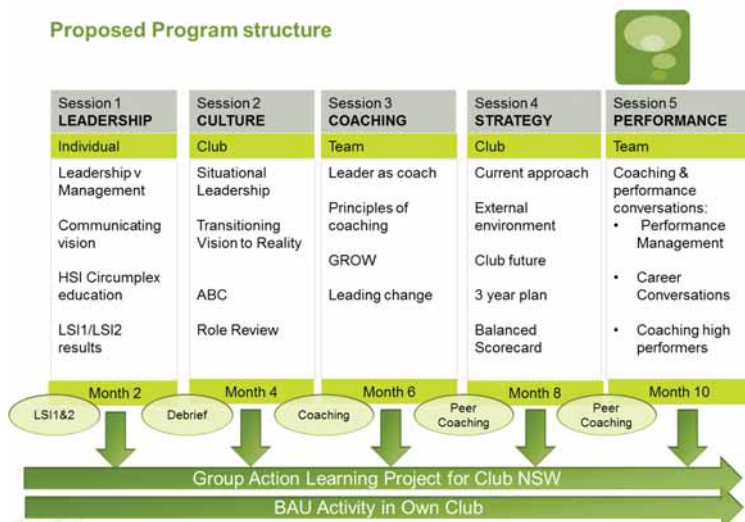 Proposed Program structure
Session 1
LEADERSHIP
Individual
Leadership v
Management
Communicating
vision
HSI Circumplex
education
LSI1/LSI2
results
Month 2
Session 2
CULTURE
Club
Situational
Leadership
Transitioning
Vision to Reality
ABC
Role Review
Month 4
Session 3
COACHING
Team
Leader as coach
Principles of
coaching
GROW
Leading change
Month 6
Session 4
STRATEGY
Club
Current approach
External
environment
Club future
3 year plan
Balanced
Scorecard
Month 8
Session 5
PERFORMANCE
Team
Coaching &
performance
conversations:
• Performance
Management
• Career
Conversations
• Coaching high
performers
Month 10
LSI1&2
Debrief
Coaching
Peer
Coaching
Peer
Coaching
Group Action Learning Project for Club NSW
BAU Activity in Own Club